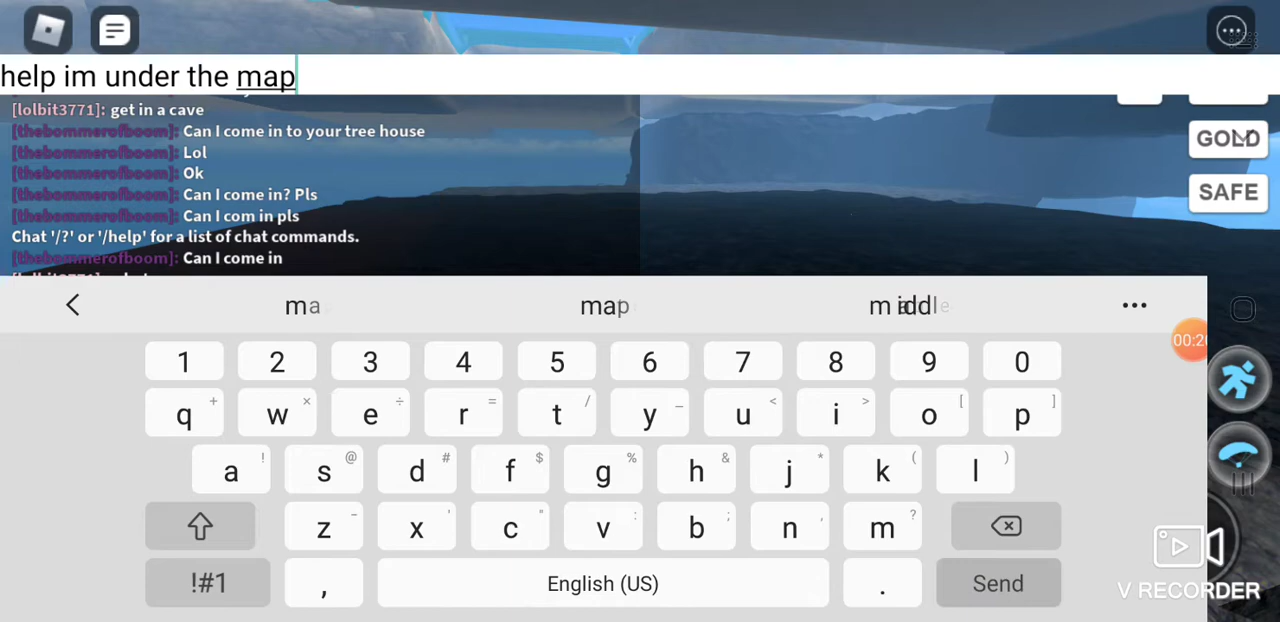 help im under the map
[lolbit3771]: get in a cave
[thebommerofboom]: Can I come in to your tree house
[thebommerofboom]: Lol
[thebommerofboom]: Ok
[thebommerofboom]: Can I come in? Pls
[thebommerofboom]: Can I com in pls
Chat '/?' or '/help' for a list of chat commands.
[thebommerofboom]: Can I come in
GOLD
SAFE
ma map
00:20
1 2 3 4 5 6 7 8 9 0
q + w × e ÷ r = t / y _ u < i > o [ p ]
a ! s @ d # f $ g % h & j * k ( l )
z - x ' c " v : b ; n , m ?
!#1 , English (US) . Send
V RECORDER